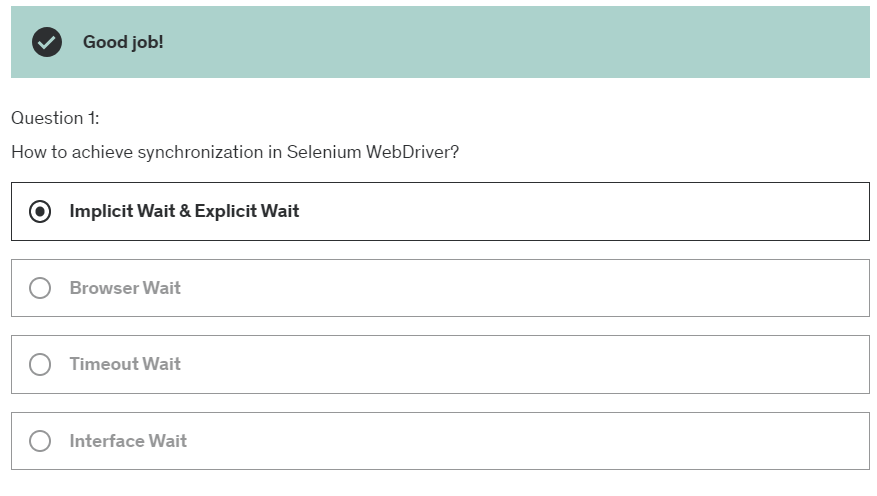 Good job!
Question 1:
How to achieve synchronization in Selenium WebDriver?
Implicit Wait & Explicit Wait
Browser Wait
Timeout Wait
Interface Wait